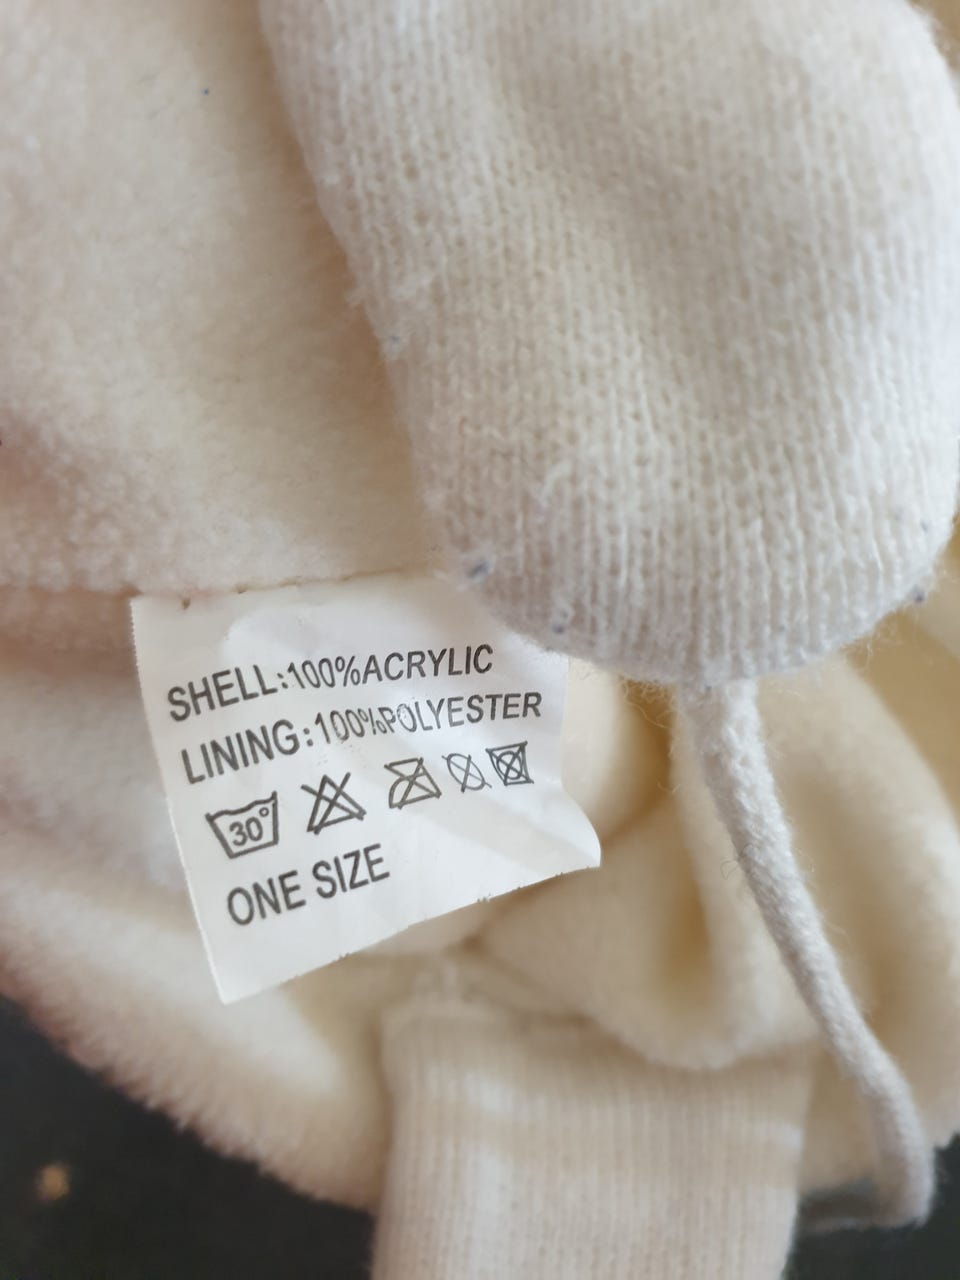 SHELL:100%ACRYLIC
LINING:100%POLYESTER
30°
ONE SIZE